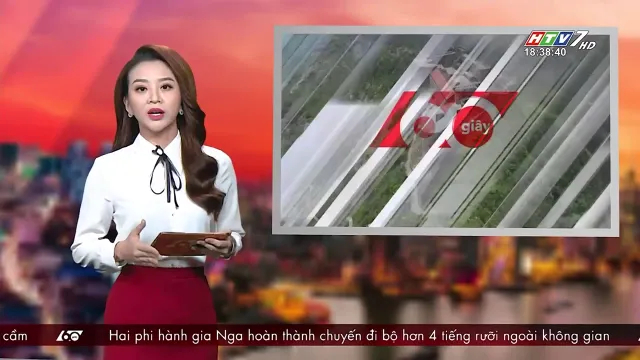 HTV7 HD
18:38:40
60 giây
cầm 60 Hai phi hành gia Nga hoàn thành chuyến đi bộ hơn 4 tiếng rưỡi ngoài không gian